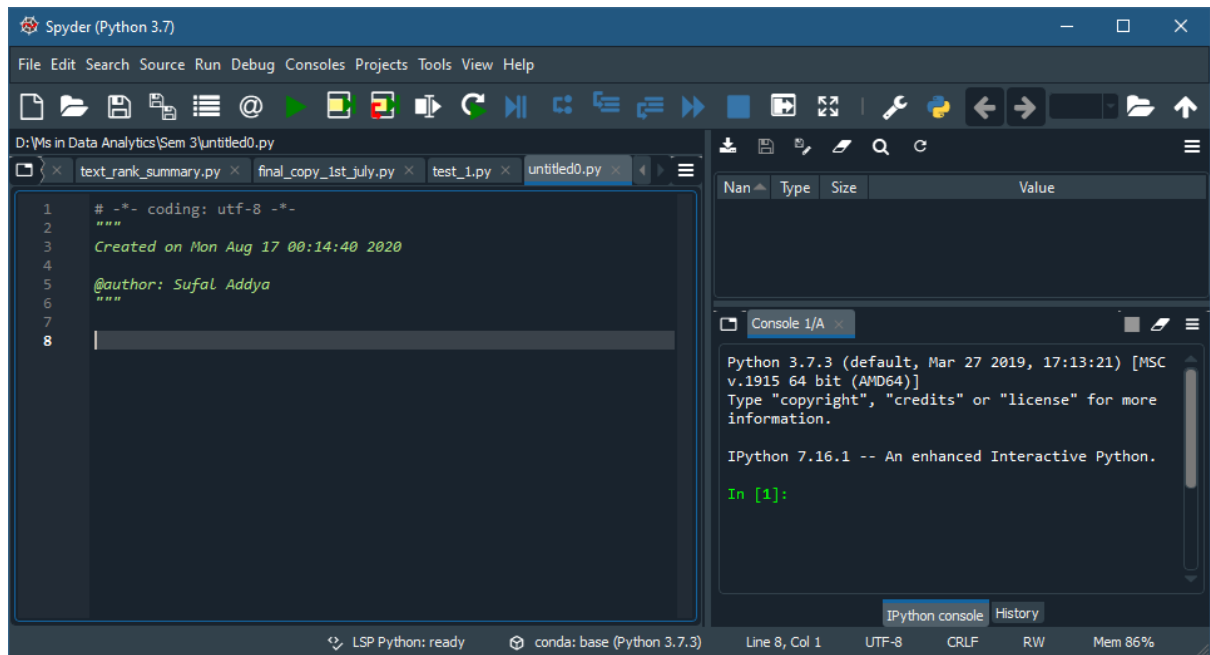 Spyder (Python 3.7)
File Edit Search Source Run Debug Consoles Projects Tools View Help
D:\Ms in Data Analytics\Sem 3\untitled0.py
text_rank_summary.py final_copy_1st_july.py test_1.py untitled0.py
1 # -*- coding: utf-8 -*-
2 """
3 Created on Mon Aug 17 00:14:40 2020
4
5 @author: Sufal Addya
6 """
7
8
Nan Type Size Value
Console 1/A
Python 3.7.3 (default, Mar 27 2019, 17:13:21) [MSC
v.1915 64 bit (AMD64)]
Type "copyright", "credits" or "license" for more
information.
IPython 7.16.1 -- An enhanced Interactive Python.
In [1]:
IPython console History
LSP Python: ready conda: base (Python 3.7.3) Line 8, Col 1 UTF-8 CRLF RW Mem 86%